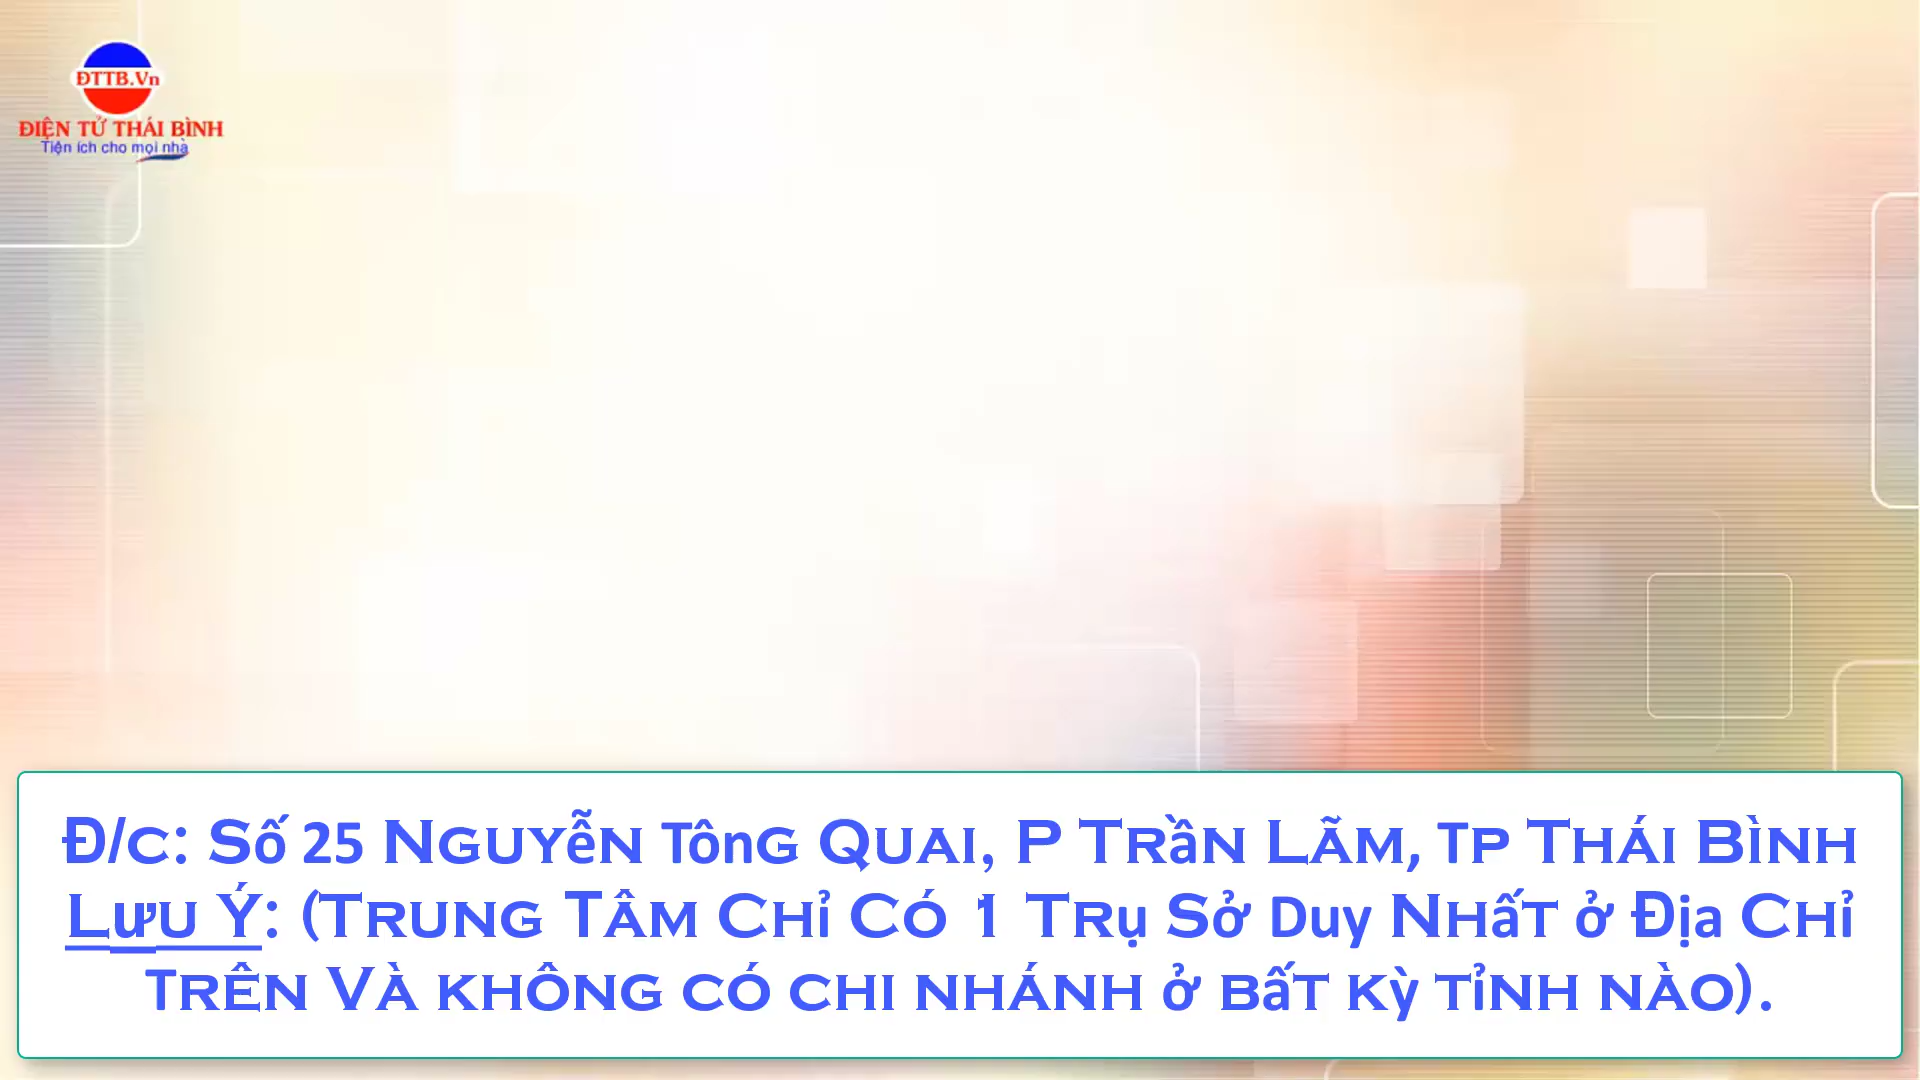 ĐTTB.Vn
ĐIỆN TỬ THÁI BÌNH
Tiện ích cho mọi nhà
Đ/c: Số 25 Nguyễn Tông Quai, P Trần Lãm, Tp Thái Bình
Lưu Ý: (Trung Tâm Chỉ Có 1 Trụ Sở Duy Nhất ở Địa Chỉ
Trên Và không có chi nhánh ở bất kỳ tỉnh nào).